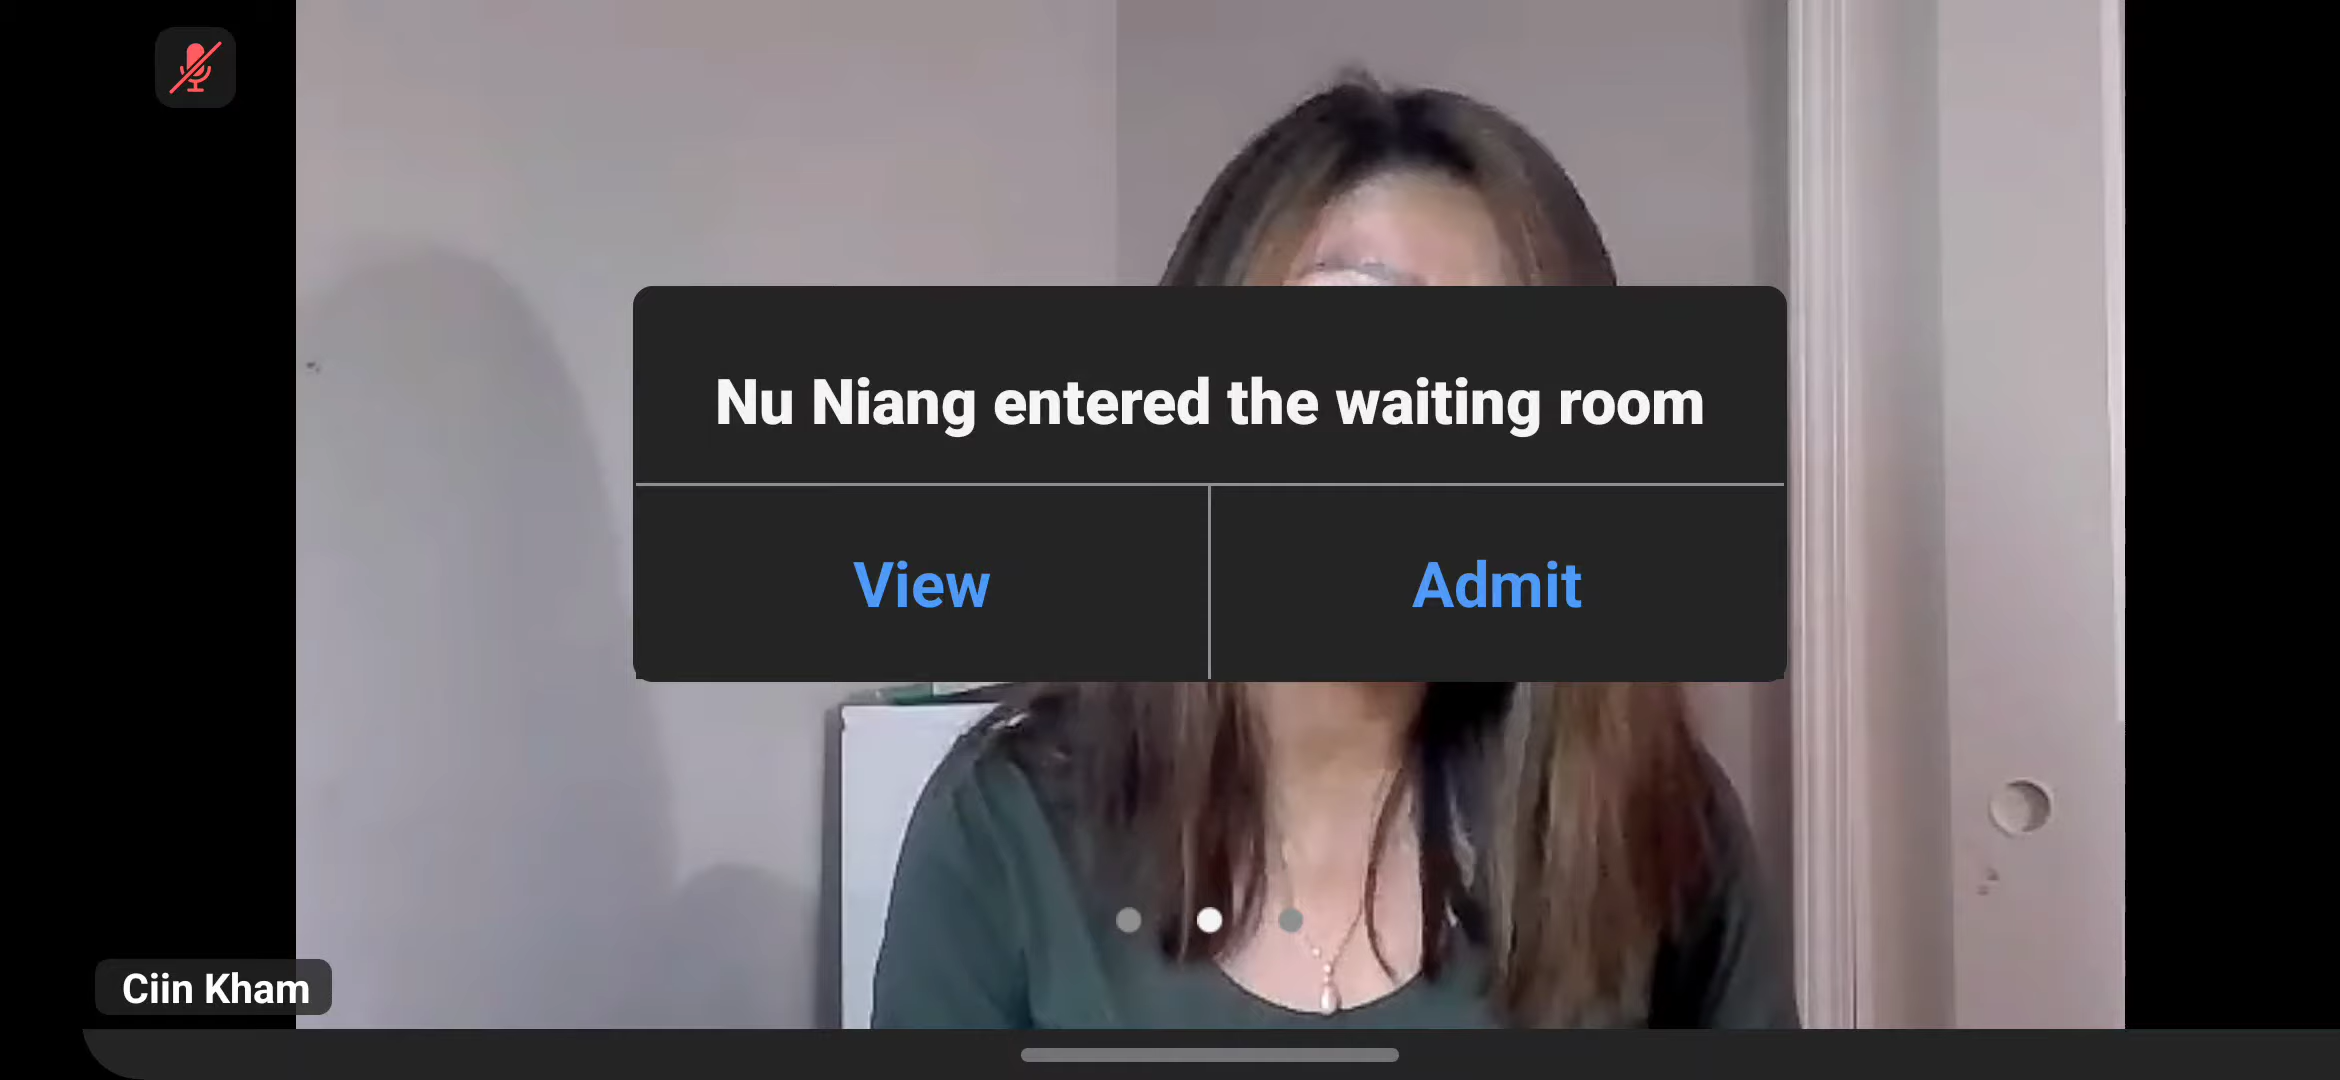 Nu Niang entered the waiting room
View
Admit
Ciin Kham